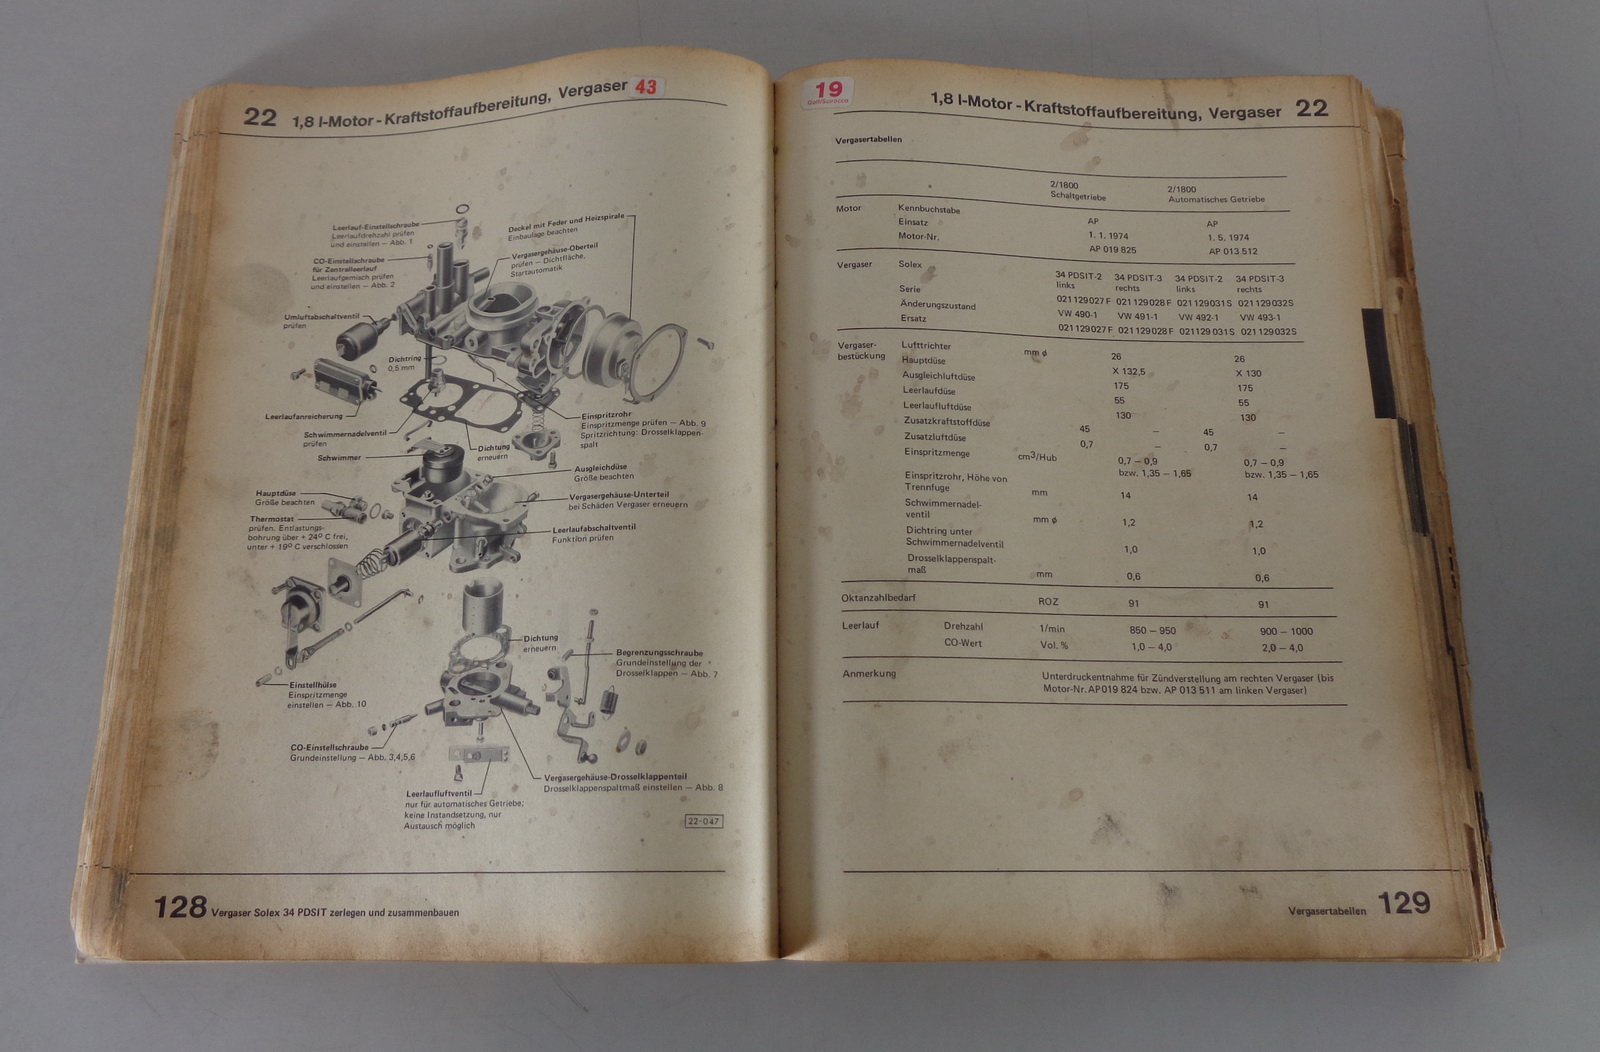 22 1,8 l-Motor - Kraftstoffaufbereitung, Vergaser 43
Leerlauf-Einstellschraube
Leerlaufdrehzahl prüfen
und einstellen — Abb. 1
CO-Einstellschraube
für Zentralleerlauf
Leerlaufgemisch prüfen
und einstellen — Abb. 2
Deckel mit Feder und Heizspirale
Einbaulage beachten
Vergasergehäuse-Oberteil
prüfen — Dichtfläche,
Startautomatik
Umluftabschaltventil
prüfen
Dichtring
0,5 mm
Leerlaufanreicherung
Schwimmernadelventil
prüfen
Schwimmer
Dichtung
erneuern
Einspritzrohr
Einspritzmenge prüfen — Abb. 9
Spritzrichtung: Drosselklappen-
spalt
Ausgleichdüse
Größe beachten
Hauptdüse
Größe beachten
Thermostat
prüfen. Entlastungs-
bohrung über + 24° C frei,
unter + 19° C verschlossen
Vergasergehäuse-Unterteil
bei Schäden Vergaser erneuern
Leerlaufabschaltventil
Funktion prüfen
Dichtung
erneuern
Begrenzungsschraube
Grundeinstellung der
Drosselklappen — Abb. 7
Einstellhülse
Einspritzmenge
einstellen — Abb. 10
CO-Einstellschraube
Grundeinstellung — Abb. 3,4,5,6
Vergasergehäuse-Drosselklappenteil
Drosselklappenspaltmaß einstellen — Abb. 8
Leerlaufluftventil
nur für automatisches Getriebe;
keine Instandsetzung, nur
Austausch möglich
22-047
128 Vergaser Solex 34 PDSIT zerlegen und zusammenbauen
19
Golf/Scirocco
1,8 l-Motor - Kraftstoffaufbereitung, Vergaser 22
Vergasertabellen
2/1800 2/1800
Schaltgetriebe Automatisches Getriebe
Motor Kennbuchstabe AP AP
Einsatz 1. 1. 1974 1. 5. 1974
Motor-Nr. AP 019 825 AP 013 512
Vergaser Solex 34 PDSIT-2 34 PDSIT-3 34 PDSIT-2 34 PDSIT-3
links rechts links rechts
Serie 021 129 027 F 021 129 028 F 021 129 031 S 021 129 032 S
Änderungszustand VW 490-1 VW 491-1 VW 492-1 VW 493-1
Ersatz 021 129 027 F 021 129 028 F 021 129 031 S 021 129 032 S
Vergaser- Lufttrichter mm ϕ 26 26
bestückung Hauptdüse X 132,5 X 130
Ausgleichluftdüse 175 175
Leerlaufdüse 55 55
Leerlaufluftdüse 130 130
Zusatzkraftstoffdüse 45 — 45 —
Zusatzluftdüse 0,7 — 0,7 —
Einspritzmenge cm³/Hub 0,7 — 0,9 0,7 — 0,9
bzw. 1,35 — 1,65 bzw. 1,35 — 1,65
Einspritzrohr, Höhe von
Trennfuge mm 14 14
Schwimmernadel-
ventil mm ϕ 1,2 1,2
Dichtring unter
Schwimmernadelventil 1,0 1,0
Drosselklappenspalt-
maß mm 0,6 0,6
Oktanzahlbedarf ROZ 91 91
Leerlauf Drehzahl 1/min 850 — 950 900 — 1000
CO-Wert Vol. % 1,0 — 4,0 2,0 — 4,0
Anmerkung Unterdruckentnahme für Zündverstellung am rechten Vergaser (bis
Motor-Nr. AP 019 824 bzw. AP 013 511 am linken Vergaser)
Vergasertabellen 129